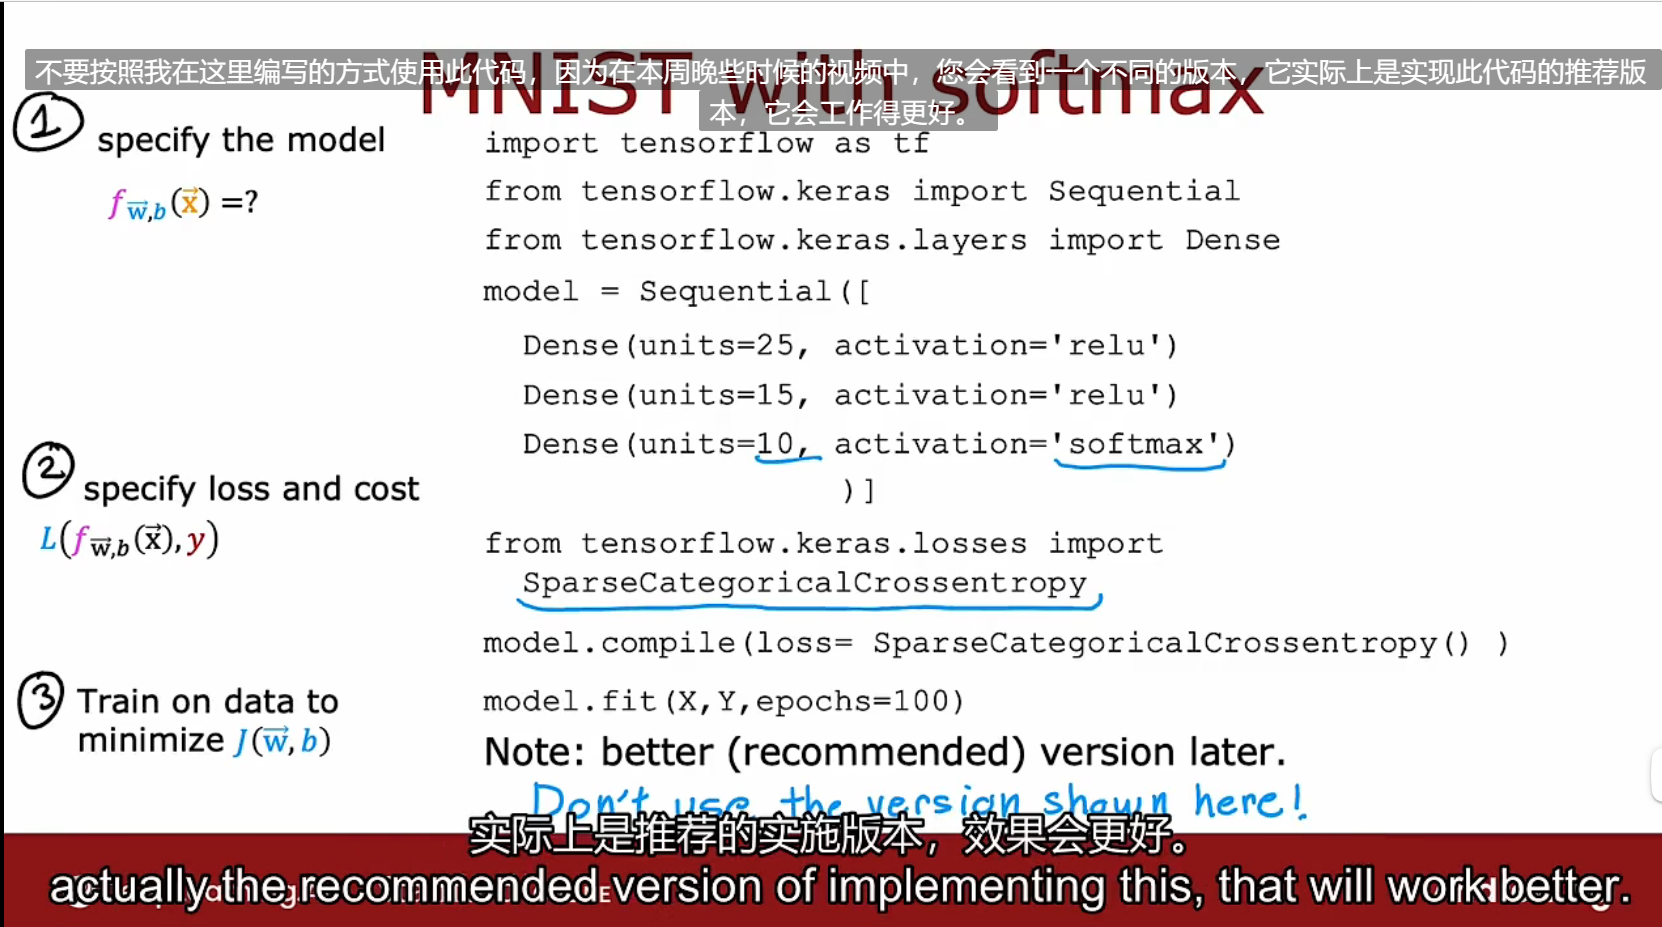 MNIST with softmax
不要按照我在这里编写的方式使用此代码，因为在本周晚些时候的视频中，您会看到一个不同的版本，它实际上是实现此代码的推荐版
本，它会工作得更好。
1 specify the model
f w,b(x) =?
import tensorflow as tf
from tensorflow.keras import Sequential
from tensorflow.keras.layers import Dense
model = Sequential([
Dense(units=25, activation='relu')
Dense(units=15, activation='relu')
Dense(units=10, activation='softmax')
)]
2 specify loss and cost
L(f w,b(x), y)
from tensorflow.keras.losses import
SparseCategoricalCrossentropy
model.compile(loss= SparseCategoricalCrossentropy() )
3 Train on data to
minimize J(w, b)
model.fit(X,Y,epochs=100)
Note: better (recommended) version later.
Don't use the version shown here!
实际上是推荐的实施版本，效果会更好。
actually the recommended version of implementing this, that will work better.